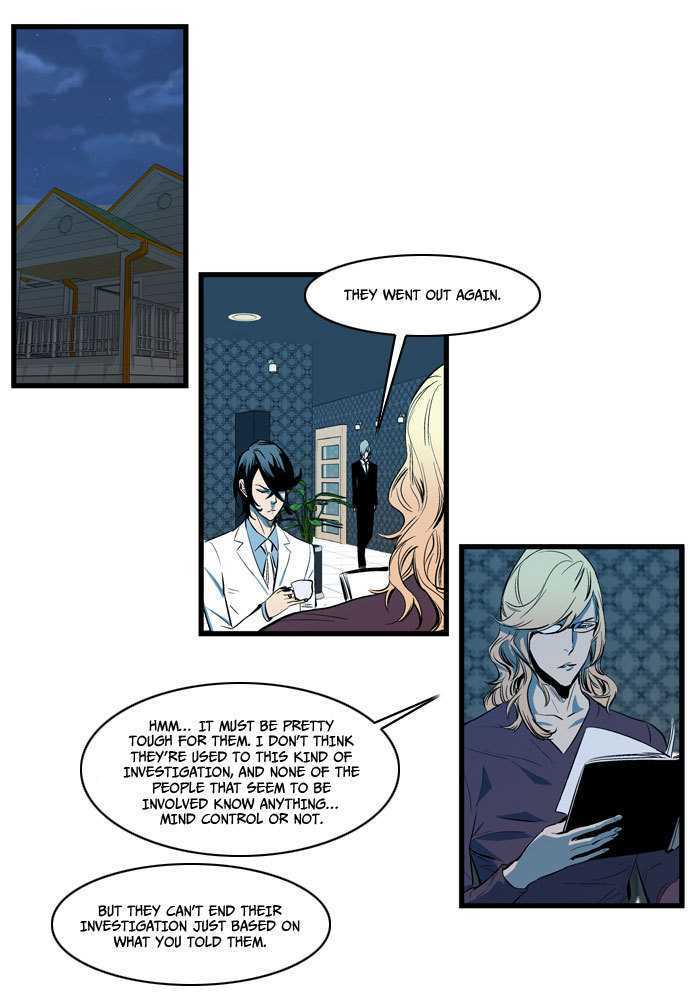 THEY WENT OUT AGAIN.
HMM... IT MUST BE PRETTY
TOUGH FOR THEM. I DON'T THINK
THEY'RE USED TO THIS KIND OF
INVESTIGATION, AND NONE OF THE
PEOPLE THAT SEEM TO BE
INVOLVED KNOW ANYTHING...
MIND CONTROL OR NOT.
BUT THEY CAN'T END THEIR
INVESTIGATION JUST BASED ON
WHAT YOU TOLD THEM.